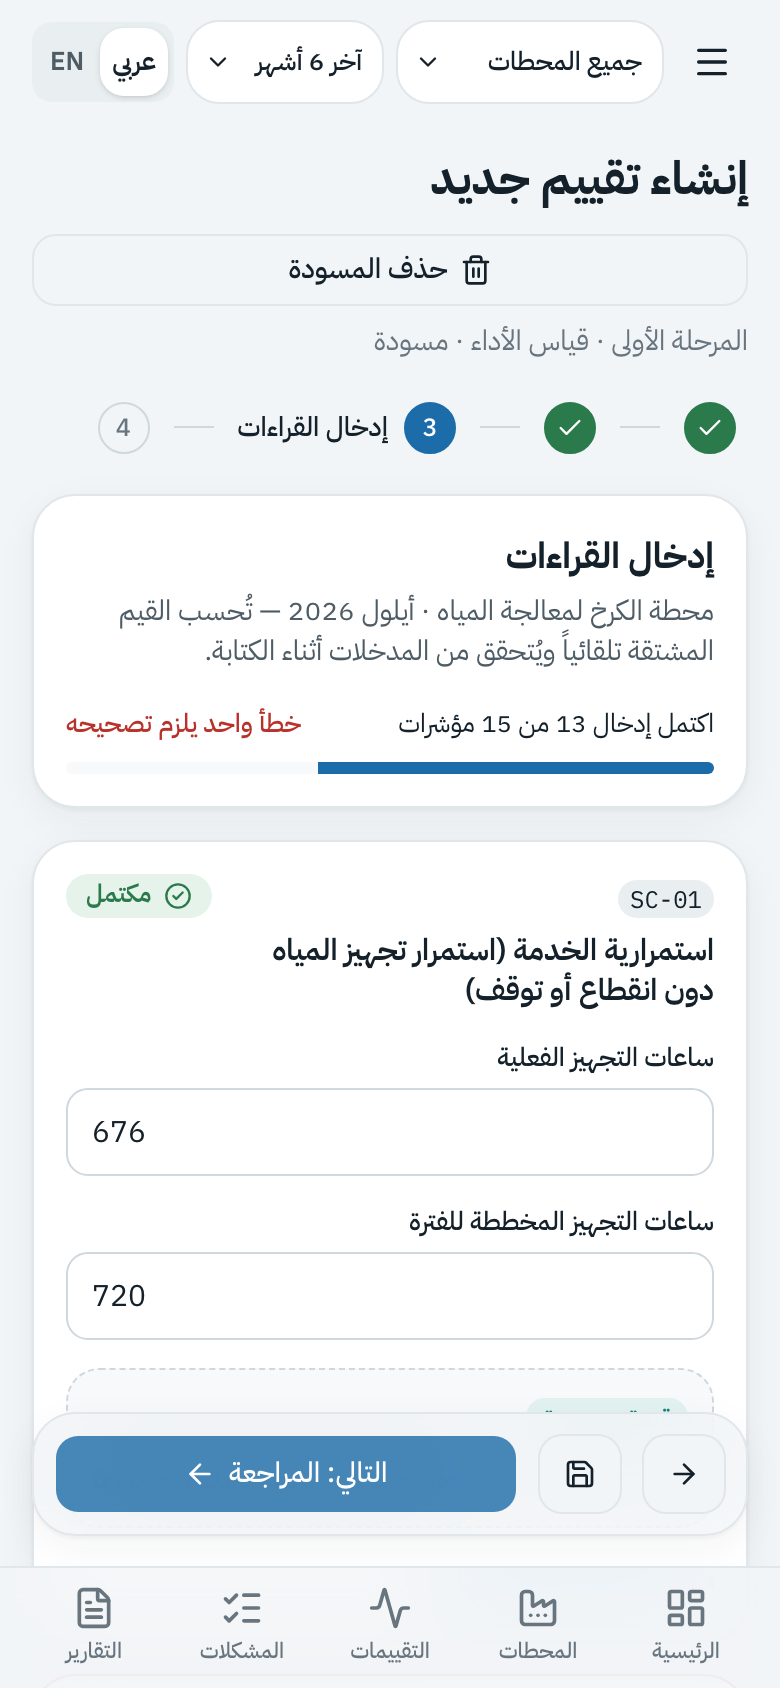 جميع المحطات
آخر 6 أشهر
عربي
EN
إنشاء تقييم جديد
حذف المسودة
المرحلة الأولى · قياس الأداء · مسودة
3 إدخال القراءات
4
إدخال القراءات
محطة الكرخ لمعالجة المياه · أيلول 2026 — تُحسب القيم
المشتقة تلقائياً ويُتحقق من المدخلات أثناء الكتابة.
اكتمل إدخال 13 من 15 مؤشرات
خطأ واحد يلزم تصحيحه
SC-01
مكتمل
استمرارية الخدمة (استمرار تجهيز المياه
دون انقطاع أو توقف)
ساعات التجهيز الفعلية
676
ساعات التجهيز المخططة للفترة
720
التالي: المراجعة
الرئيسية
المحطات
التقييمات
المشكلات
التقارير